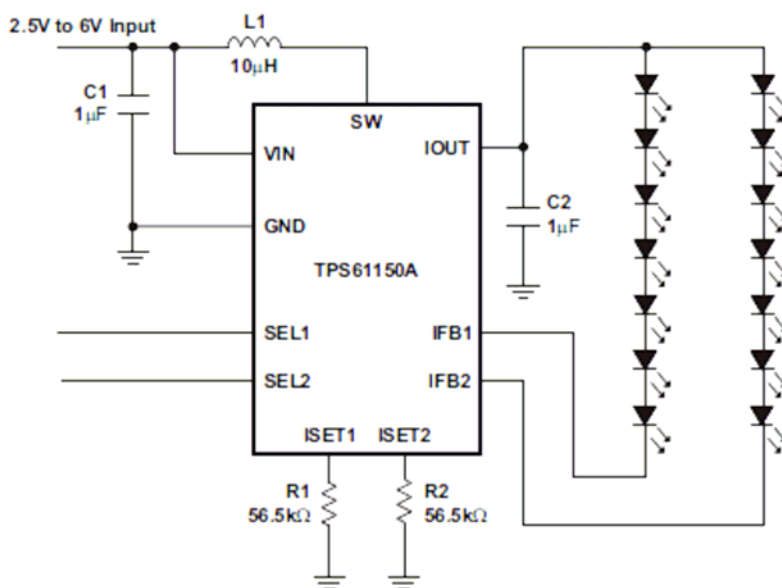 2.5V to 6V Input
L1
10μH
C1
1μF
SW
VIN
IOUT
GND
C2
1μF
TPS61150A
SEL1
IFB1
SEL2
IFB2
ISET1 ISET2
R1
56.5kΩ
R2
56.5kΩ